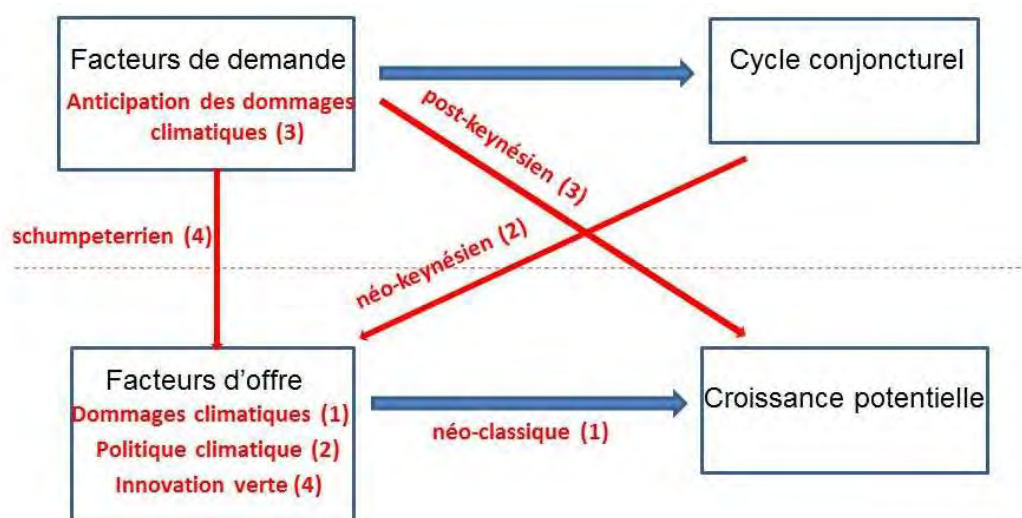 Facteurs de demande
Anticipation des dommages
climatiques (3)
Cycle conjoncturel
post-keynésien (3)
schumpeterrien (4)
néo-keynésien (2)
Facteurs d'offre
Dommages climatiques (1)
Politique climatique (2)
Innovation verte (4)
néo-classique (1)
Croissance potentielle